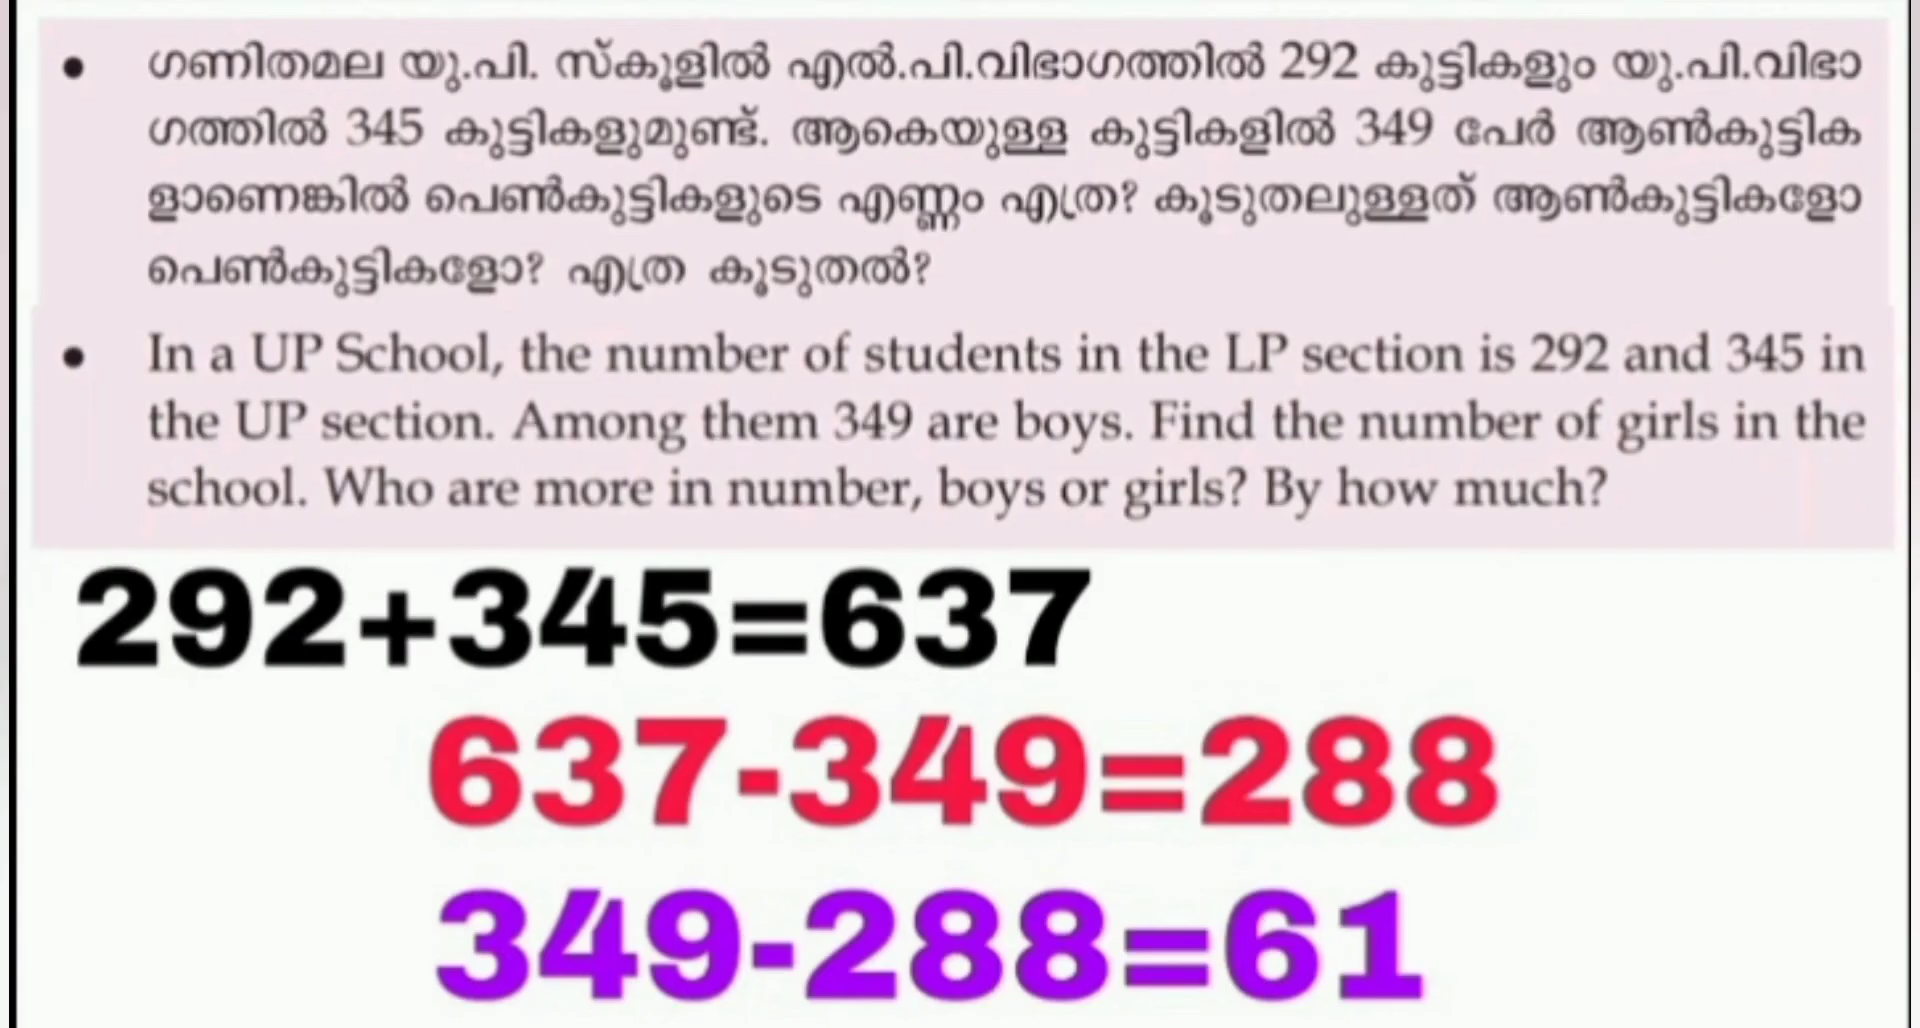 • ഗണിതമല യു.പി. സ്കൂളിൽ എൽ.പി.വിഭാഗത്തിൽ 292 കുട്ടികളും യു.പി.വിഭാ
ഗത്തിൽ 345 കുട്ടികളുമുണ്ട്. ആകെയുള്ള കുട്ടികളിൽ 349 പേർ ആൺകുട്ടിക
ളാണെങ്കിൽ പെൺകുട്ടികളുടെ എണ്ണം എത്ര? കൂടുതലുള്ളത് ആൺകുട്ടികളോ
പെൺകുട്ടികളോ? എത്ര കൂടുതൽ?
• In a UP School, the number of students in the LP section is 292 and 345 in
the UP section. Among them 349 are boys. Find the number of girls in the
school. Who are more in number, boys or girls? By how much?
292+345=637
637-349=288
349-288=61